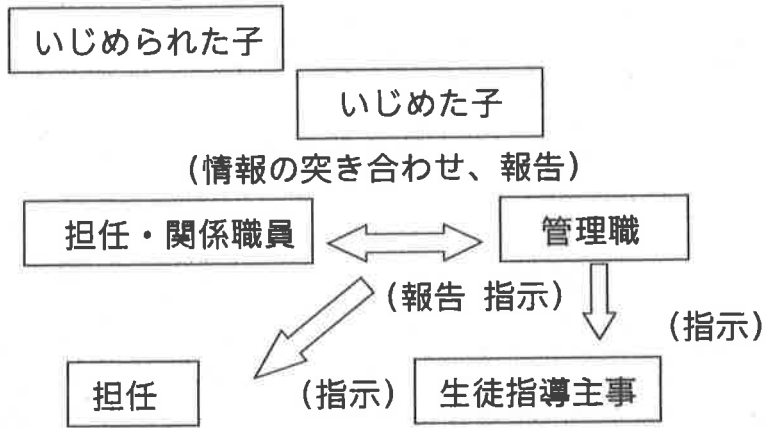 いじめられた子
いじめた子
(情報の突き合わせ、報告)
担任・関係職員
管理職
(報告 指示)
(指示)
担任
(指示)
生徒指導主事